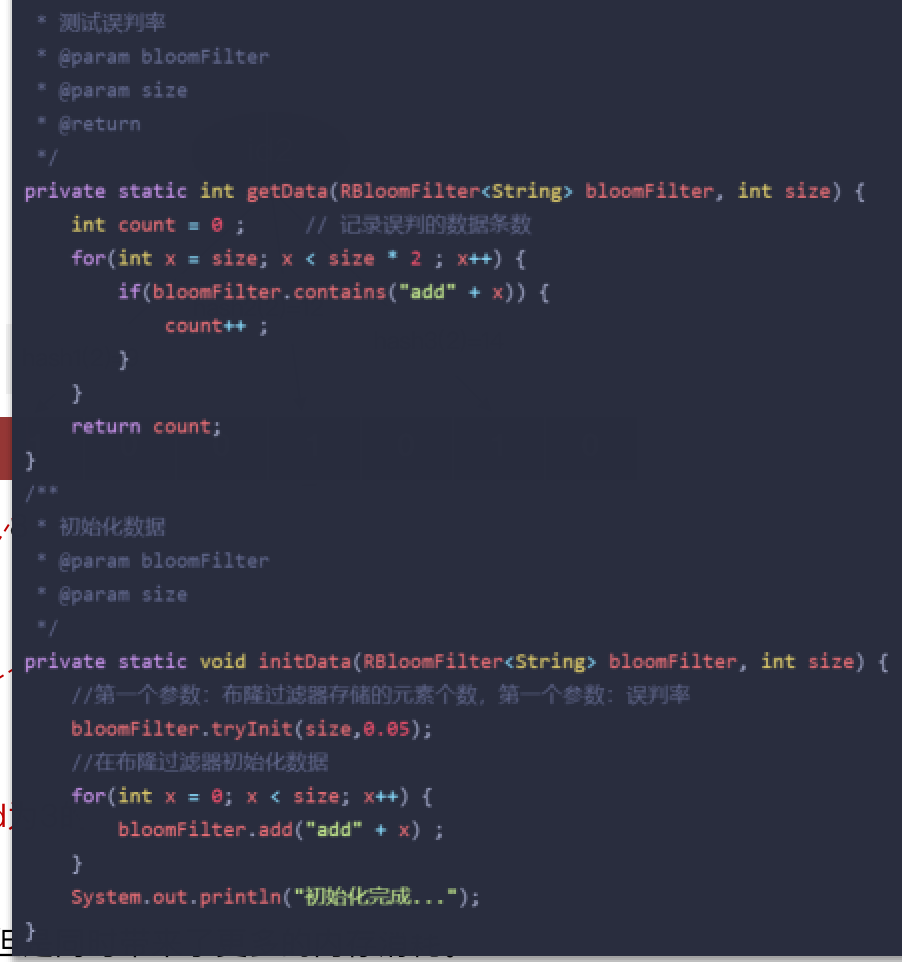 * 测试误判率
 * @param bloomFilter
 * @param size
 * @return
 */
private static int getData(RBloomFilter<String> bloomFilter, int size) {
    int count = 0 ;     // 记录误判的数据条数
    for(int x = size; x < size * 2 ; x++) {
        if(bloomFilter.contains("add" + x)) {
            count++ ;
        }
    }
    return count;
}
/**
 * 初始化数据
 * @param bloomFilter
 * @param size
 */
private static void initData(RBloomFilter<String> bloomFilter, int size) {
    //第一个参数：布隆过滤器存储的元素个数，第一个参数：误判率
    bloomFilter.tryInit(size,0.05);
    //在布隆过滤器初始化数据
    for(int x = 0; x < size; x++) {
        bloomFilter.add("add" + x) ;
    }
    System.out.println("初始化完成...");
}